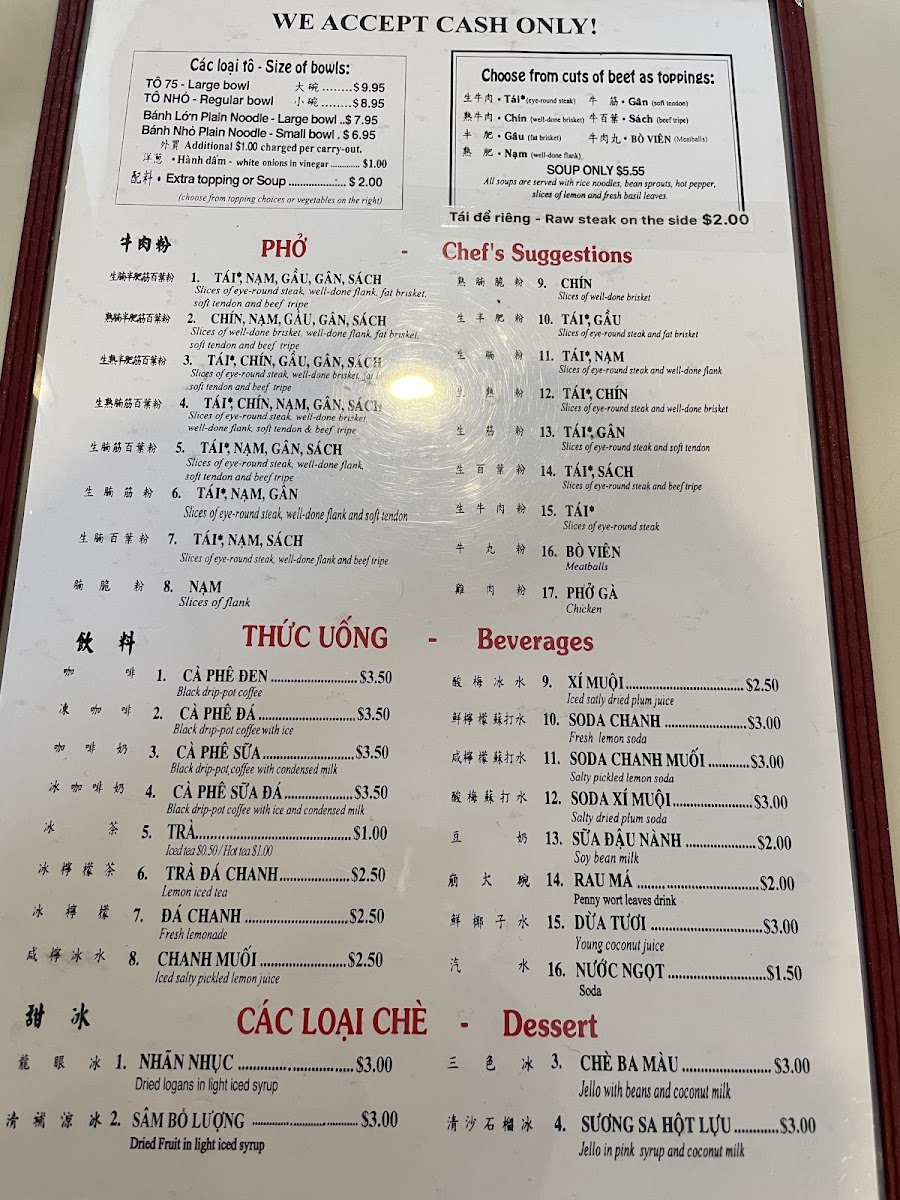 WE ACCEPT CASH ONLY!
Các loại tô - Size of bowls:
TÔ 75 - Large bowl 大碗 ........$9.95
TÔ NHỎ - Regular bowl 小碗 ........$8.95
Bánh Lớn Plain Noodle - Large bowl ..$ 7.95
Bánh Nhỏ Plain Noodle - Small bowl . $ 6.95
外買 Additional $1.00 charged per carry-out.
洋蔥 • Hành dấm - white onions in vinegar ............ $1.00
配料 • Extra topping or Soup ...................... $ 2.00
(choose from topping choices or vegetables on the right)
Choose from cuts of beef as toppings:
生牛肉 • Tái* (eye-round steak) 牛 筋 • Gân (soft tendon)
熟牛肉 • Chín (well-done brisket) 牛百葉 • Sách (beef tripe)
半 肥 • Gầu (fat brisket) 牛肉丸 • BÒ VIÊN (Meatballs)
熟 肥 • Nạm (well-done flank)
SOUP ONLY $5.55
All soups are served with rice noodles, bean sprouts, hot pepper,
slices of lemon and fresh basil leaves.
Tái để riêng - Raw steak on the side $2.00
牛肉粉 PHỞ - Chef's Suggestions
生腩半肥筋百葉粉 1. TÁI*, NẠM, GẦU, GÂN, SÁCH
Slices of eye-round steak, well-done flank, fat brisket,
soft tendon and beef tripe
熟腩半肥筋百葉粉 2. CHÍN, NẠM, GẦU, GÂN, SÁCH
Slices of well-done brisket, well-done flank, fat brisket,
soft tendon and beef tripe
生熟半肥筋百葉粉 3. TÁI*, CHÍN, GẦU, GÂN, SÁCH
Slices of eye-round steak, well-done brisket, fat
soft tendon and beef tripe
生熟腩筋百葉粉 4. TÁI*, CHÍN, NẠM, GÂN, SÁCH
Slices of eye-round steak, well-done brisket,
well-done flank, soft tendon & beef tripe
生腩筋百葉粉 5. TÁI*, NẠM, GÂN, SÁCH
Slices of eye-round steak, well-done flank,
soft tendon and beef tripe
生腩筋粉 6. TÁI*, NẠM, GÂN
Slices of eye-round steak, well-done flank and soft tendon
生腩百葉粉 7. TÁI*, NẠM, SÁCH
Slices of eye-round steak, well-done flank and beef tripe
腩脆粉 8. NẠM
Slices of flank
熟腩脆粉 9. CHÍN
Slices of well-done brisket
生半肥粉 10. TÁI*, GẦU
Slices of eye-round steak and fat brisket
生腩粉 11. TÁI*, NẠM
Slices of eye-round steak and well-done flank
生熟粉 12. TÁI*, CHÍN
Slices of eye-round steak and well-done brisket
生筋粉 13. TÁI*, GÂN
Slices of eye-round steak and soft tendon
生百葉粉 14. TÁI*, SÁCH
Slices of eye-round steak and beef tripe
生牛肉粉 15. TÁI*
Slices of eye-round steak
牛丸粉 16. BÒ VIÊN
Meatballs
雞肉粉 17. PHỞ GÀ
Chicken
飲料 THỨC UỐNG - Beverages
咖啡 1. CÀ PHÊ ĐEN ........................$3.50
Black drip-pot coffee
凍咖啡 2. CÀ PHÊ ĐÁ ...........................$3.50
Black drip-pot coffee with ice
咖啡奶 3. CÀ PHÊ SỮA..........................$3.50
Black drip-pot coffee with condensed milk
冰咖啡奶 4. CÀ PHÊ SỮA ĐÁ....................$3.50
Black drip-pot coffee with ice and condensed milk
冰茶 5. TRÀ........................................$1.00
Iced tea $0.50 / Hot tea $1.00
冰檸檬茶 6. TRÀ ĐÁ CHANH..................$2.50
Lemon iced tea
冰檸檬 7. ĐÁ CHANH ..........................$2.50
Fresh lemonade
咸檸冰水 8. CHANH MUỐI......................$2.50
Iced salty pickled lemon juice
酸梅冰水 9. XÍ MUỘI.............................$2.50
Iced satly dried plum juice
鮮檸檬蘇打水 10. SODA CHANH ....................$3.00
Fresh lemon soda
咸檸檬蘇打水 11. SODA CHANH MUỐI ..........$3.00
Salty pickled lemon soda
酸梅蘇打水 12. SODA XÍ MUỘI....................$3.00
Salty dried plum soda
豆奶 13. SỮA ĐẬU NÀNH ..................$2.00
Soy bean milk
崩大碗 14. RAU MÁ ..............................$2.00
Penny wort leaves drink
鮮椰子水 15. DỪA TƯƠI ............................$3.00
Young coconut juice
汽水 16. NƯỚC NGỌT ........................$1.50
Soda
甜冰 CÁC LOẠI CHÈ - Dessert
龍眼冰 1. NHÃN NHỤC ............................$3.00
Dried logans in light iced syrup
清補涼冰 2. SÂM BỔ LƯỢNG ................................$3.00
Dried Fruit in light iced syrup
三色冰 3. CHÈ BA MÀU ......................$3.00
Jello with beans and coconut milk
清沙石榴冰 4. SƯƠNG SA HỘT LỰU ...........$3.00
Jello in pink syrup and coconut milk